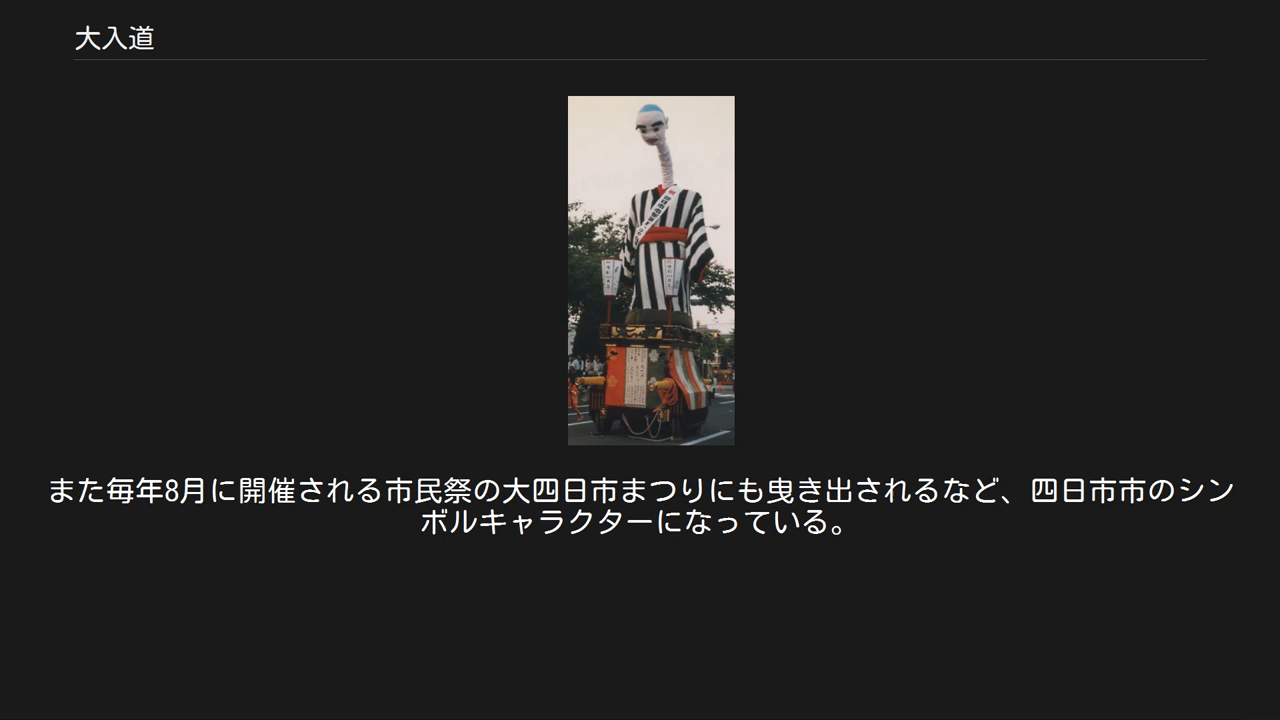 大入道
また毎年8月に開催される市民祭の大四日市まつりにも曳き出されるなど、四日市市のシン
ボルキャラクターになっている。